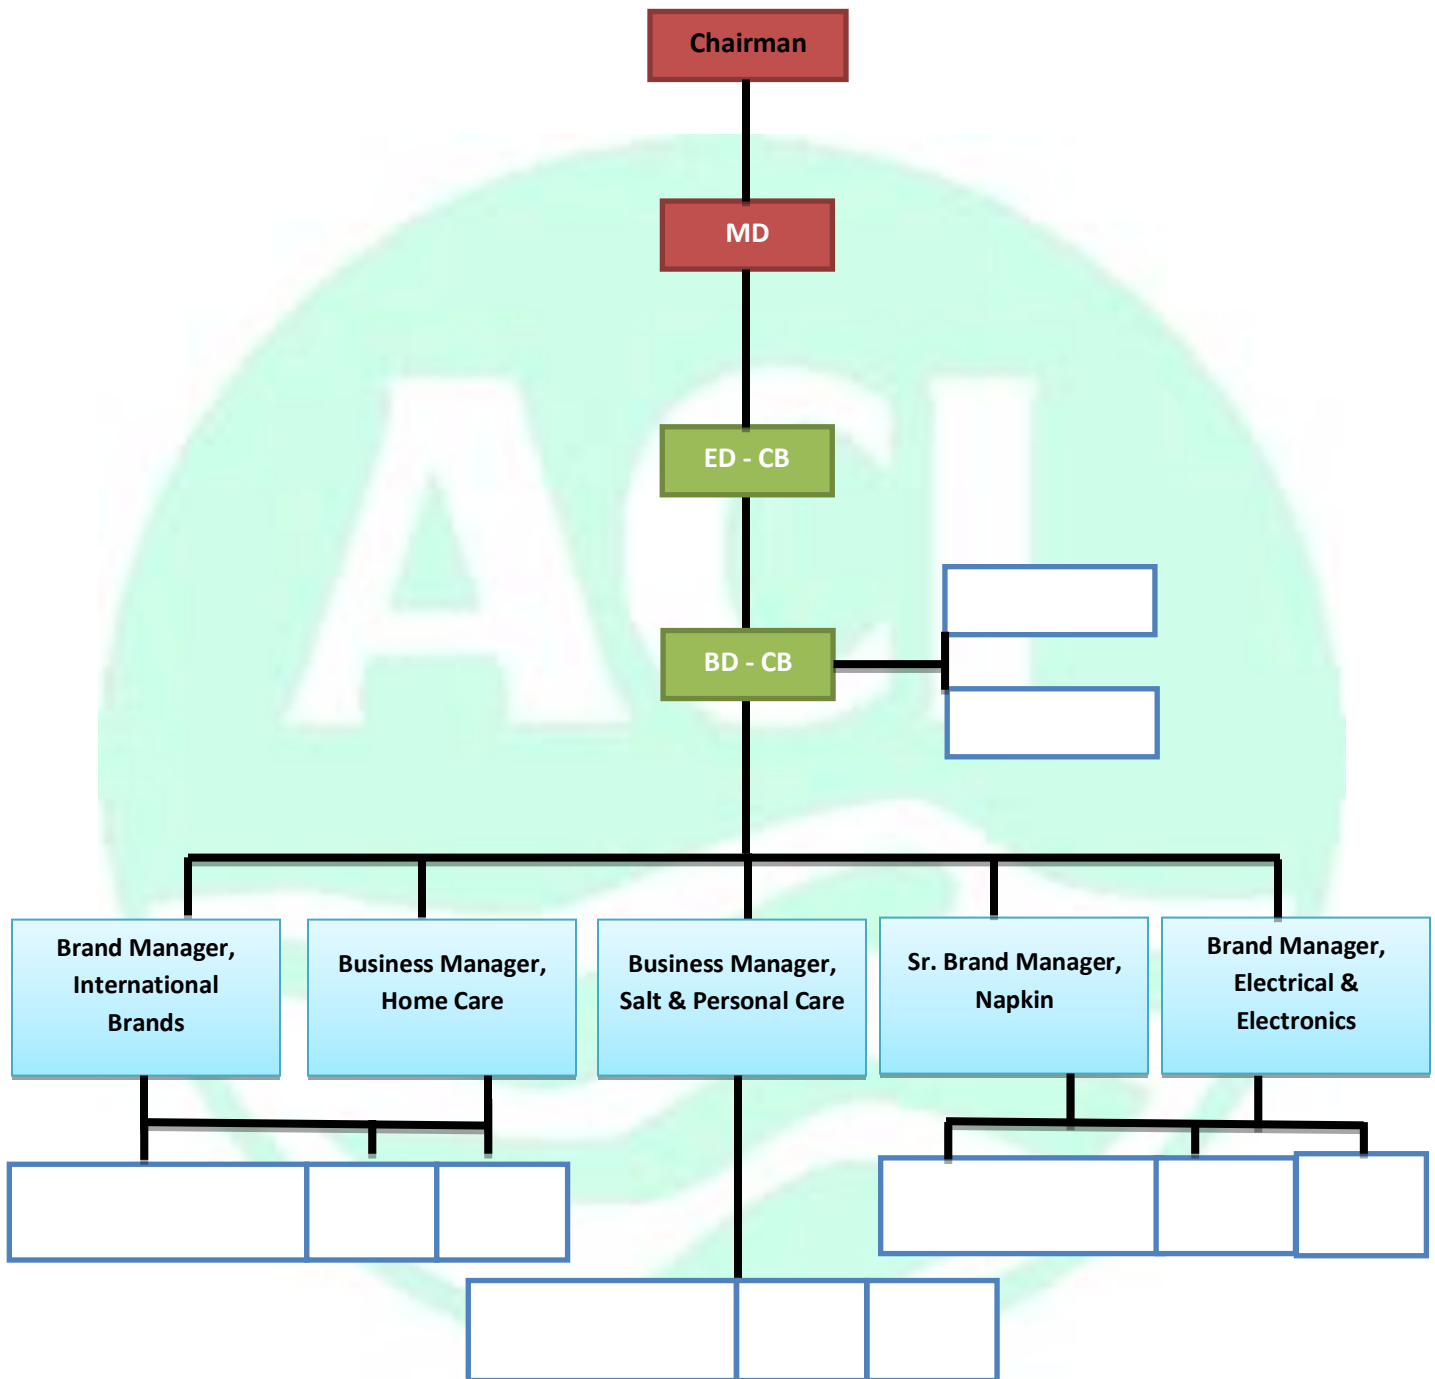 Chairman
MD
ED - CB
BD - CB
Brand Manager,
International
Brands
Business Manager,
Home Care
Business Manager,
Salt & Personal Care
Sr. Brand Manager,
Napkin
Brand Manager,
Electrical &
Electronics
ACI